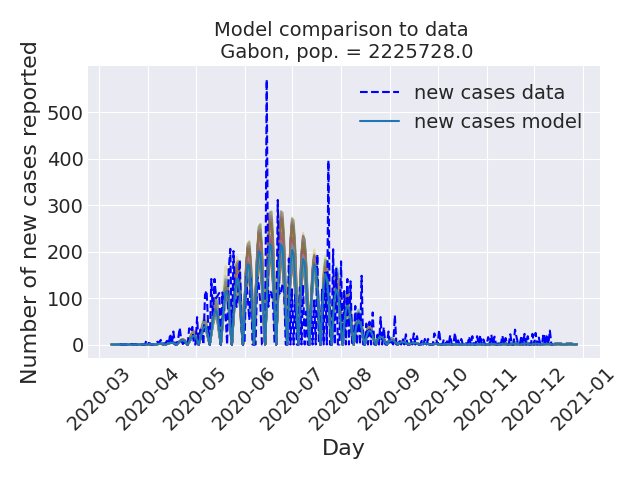 Model comparison to data
Gabon, pop. = 2225728.0
Number of new cases reported
500
400
300
200
100
0
new cases data
new cases model
2020-03
2020-04
2020-05
2020-06
2020-07
2020-08
2020-09
2020-10
2020-11
2020-12
2021-01
Day